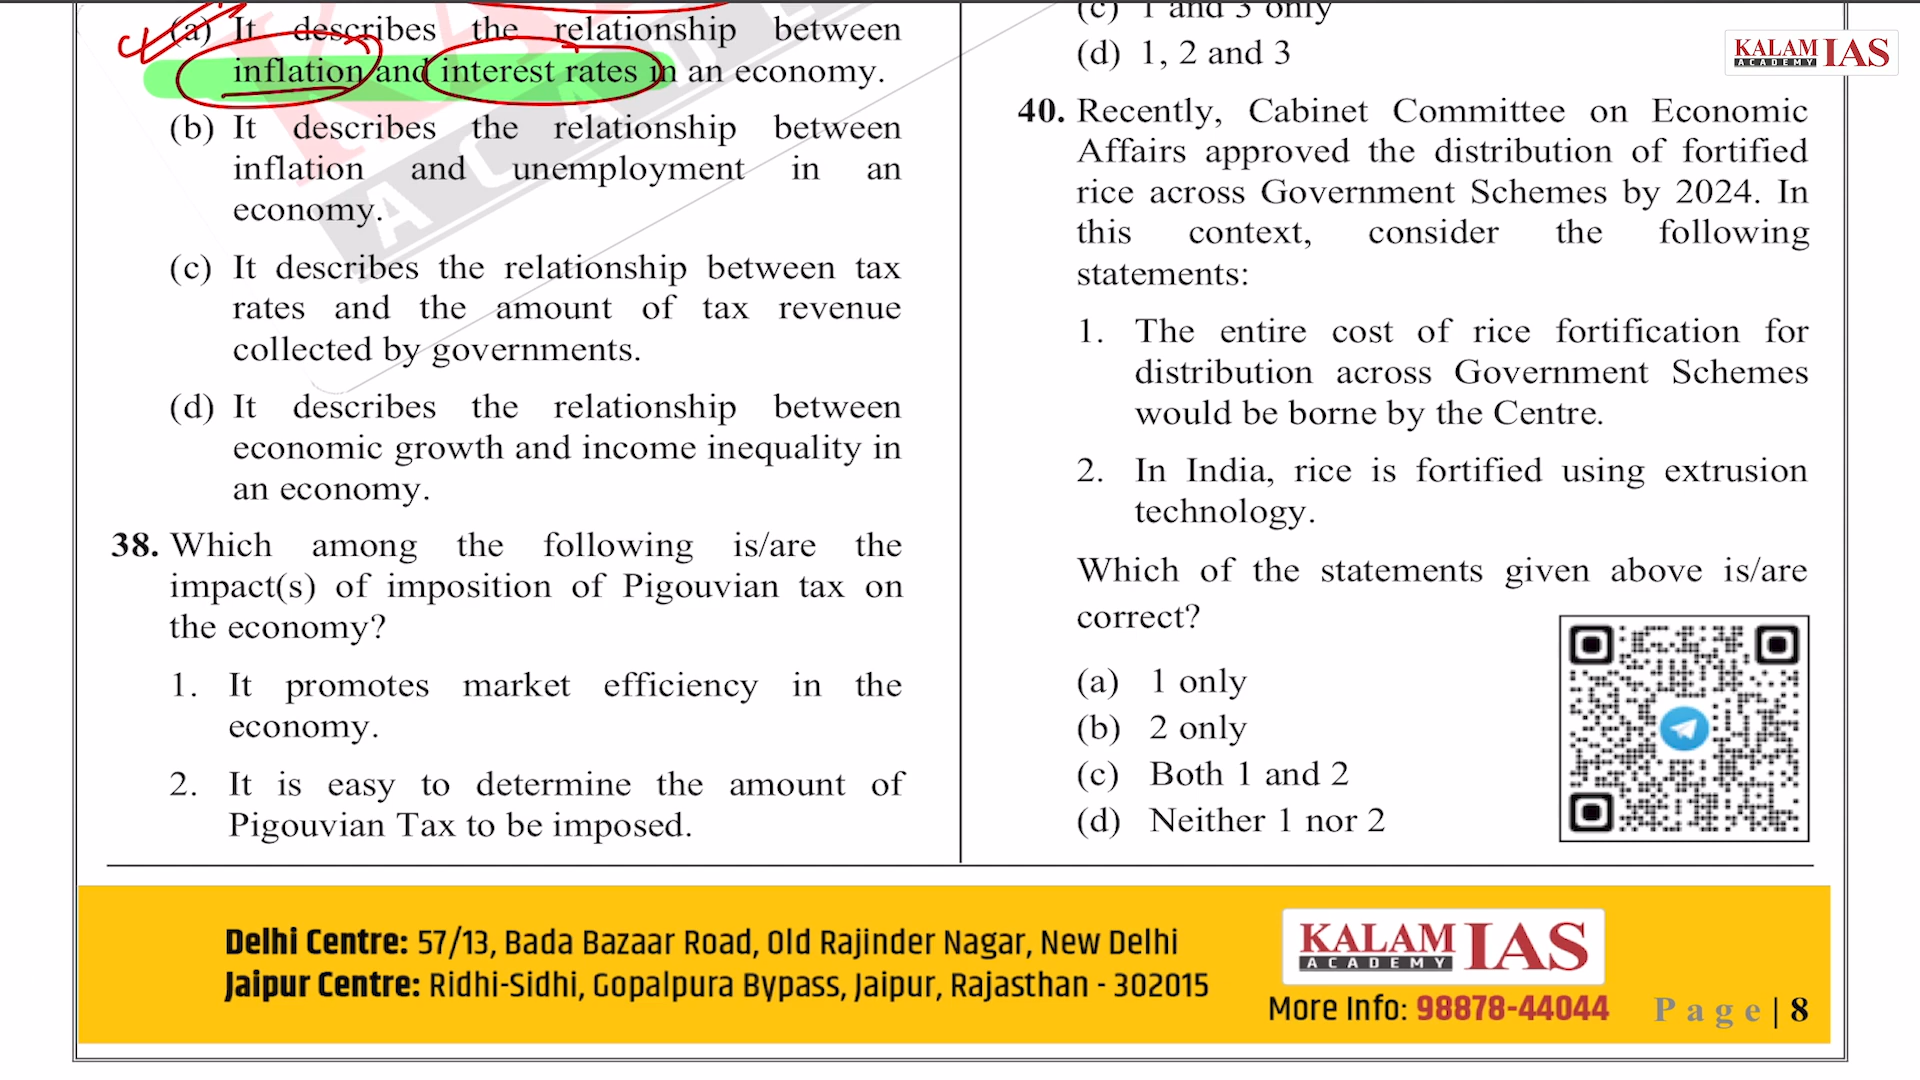 (a) It describes the relationship between
inflation and interest rates in an economy.
(b) It describes the relationship between
inflation and unemployment in an
economy.
(c) It describes the relationship between tax
rates and the amount of tax revenue
collected by governments.
(d) It describes the relationship between
economic growth and income inequality in
an economy.
38. Which among the following is/are the
impact(s) of imposition of Pigouvian tax on
the economy?
1. It promotes market efficiency in the
economy.
2. It is easy to determine the amount of
Pigouvian Tax to be imposed.
(c) 1 and 3 only
(d) 1, 2 and 3
40. Recently, Cabinet Committee on Economic
Affairs approved the distribution of fortified
rice across Government Schemes by 2024. In
this context, consider the following
statements:
1. The entire cost of rice fortification for
distribution across Government Schemes
would be borne by the Centre.
2. In India, rice is fortified using extrusion
technology.
Which of the statements given above is/are
correct?
(a) 1 only
(b) 2 only
(c) Both 1 and 2
(d) Neither 1 nor 2
KALAM
ACADEMY
IAS
Delhi Centre: 57/13, Bada Bazaar Road, Old Rajinder Nagar, New Delhi
Jaipur Centre: Ridhi-Sidhi, Gopalpura Bypass, Jaipur, Rajasthan - 302015
KALAM
ACADEMY
IAS
More Info: 98878-44044
Page | 8